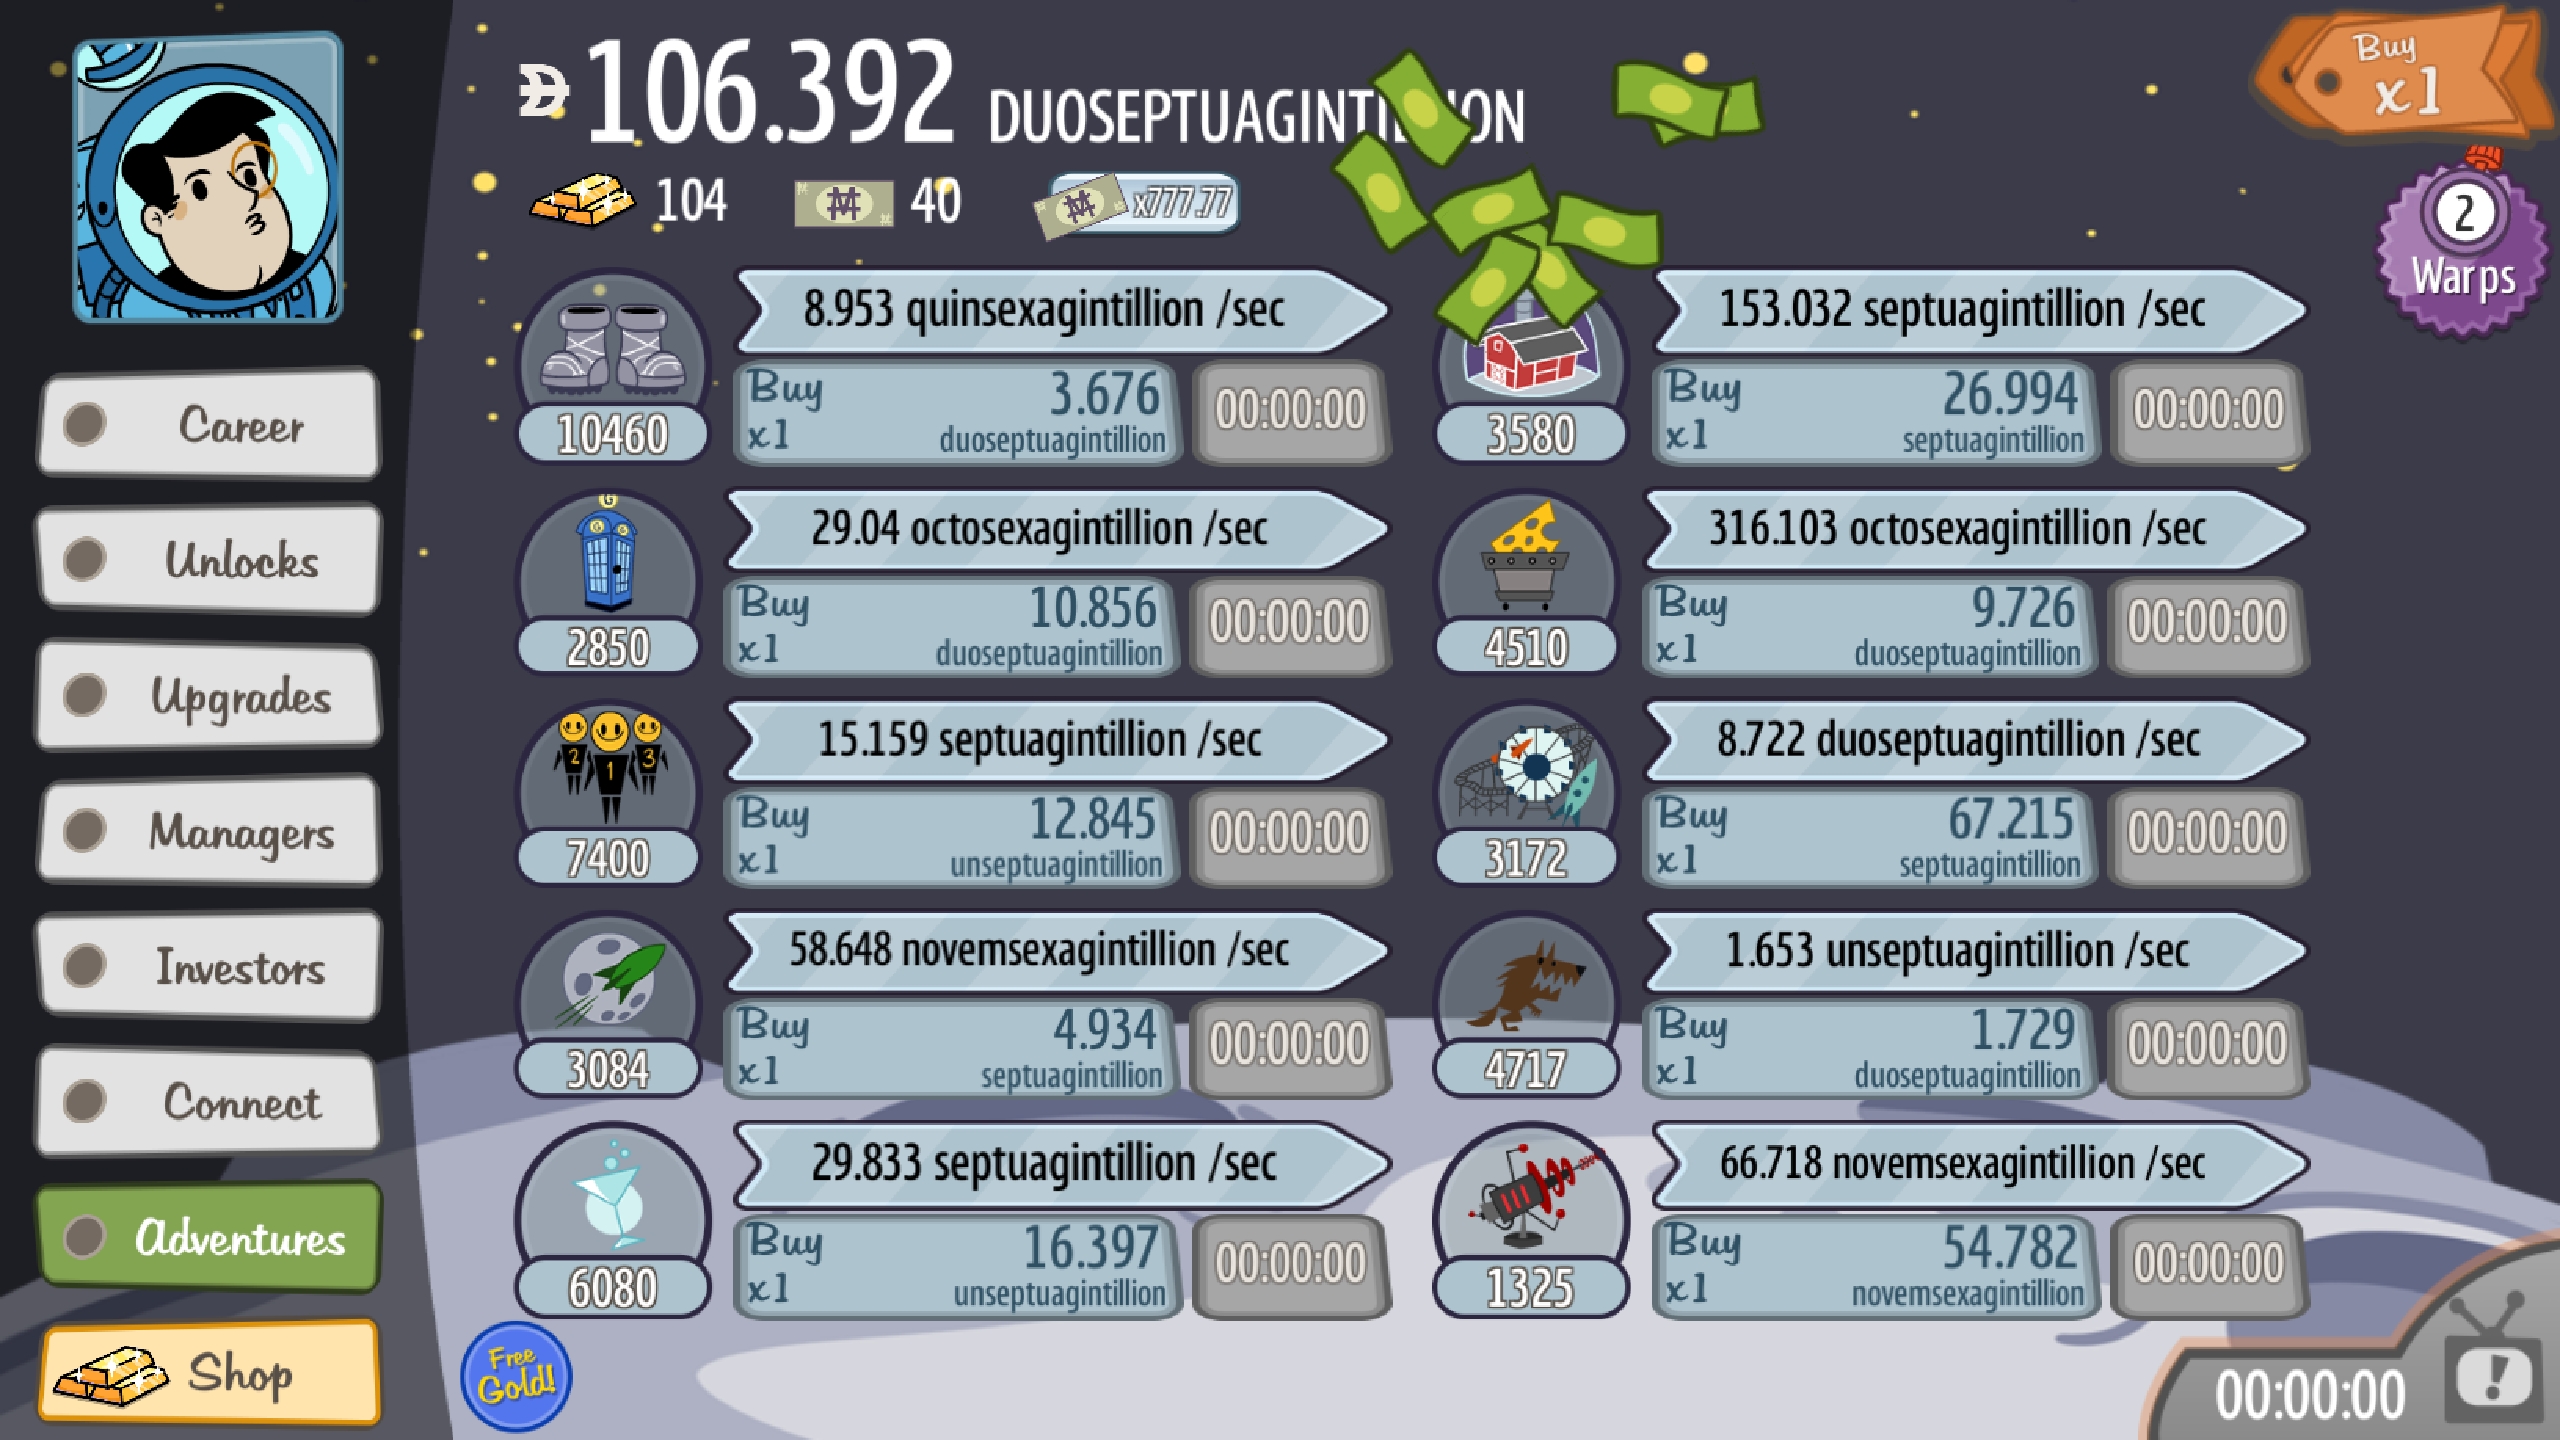 106.392 DUOSEPTUAGINTILLION
Buy
x1
104
40
x777.77
2
Warps
Career
Unlocks
Upgrades
Managers
Investors
Connect
Adventures
Shop
8.953 quinsexagintillion /sec
10460
Buy
x1
3.676
duoseptuagintillion
00:00:00
153.032 septuagintillion /sec
3580
Buy
x1
26.994
septuagintillion
00:00:00
G
G G
29.04 octosexagintillion /sec
2850
Buy
x1
10.856
duoseptuagintillion
00:00:00
316.103 octosexagintillion /sec
4510
Buy
x1
9.726
duoseptuagintillion
00:00:00
2 1 3
15.159 septuagintillion /sec
7400
Buy
x1
12.845
unseptuagintillion
00:00:00
8.722 duoseptuagintillion /sec
3172
Buy
x1
67.215
septuagintillion
00:00:00
58.648 novemsexagintillion /sec
3084
Buy
x1
4.934
septuagintillion
00:00:00
1.653 unseptuagintillion /sec
4717
Buy
x1
1.729
duoseptuagintillion
00:00:00
29.833 septuagintillion /sec
6080
Buy
x1
16.397
unseptuagintillion
00:00:00
66.718 novemsexagintillion /sec
1325
Buy
x1
54.782
novemsexagintillion
00:00:00
Free
Gold!
00:00:00
!